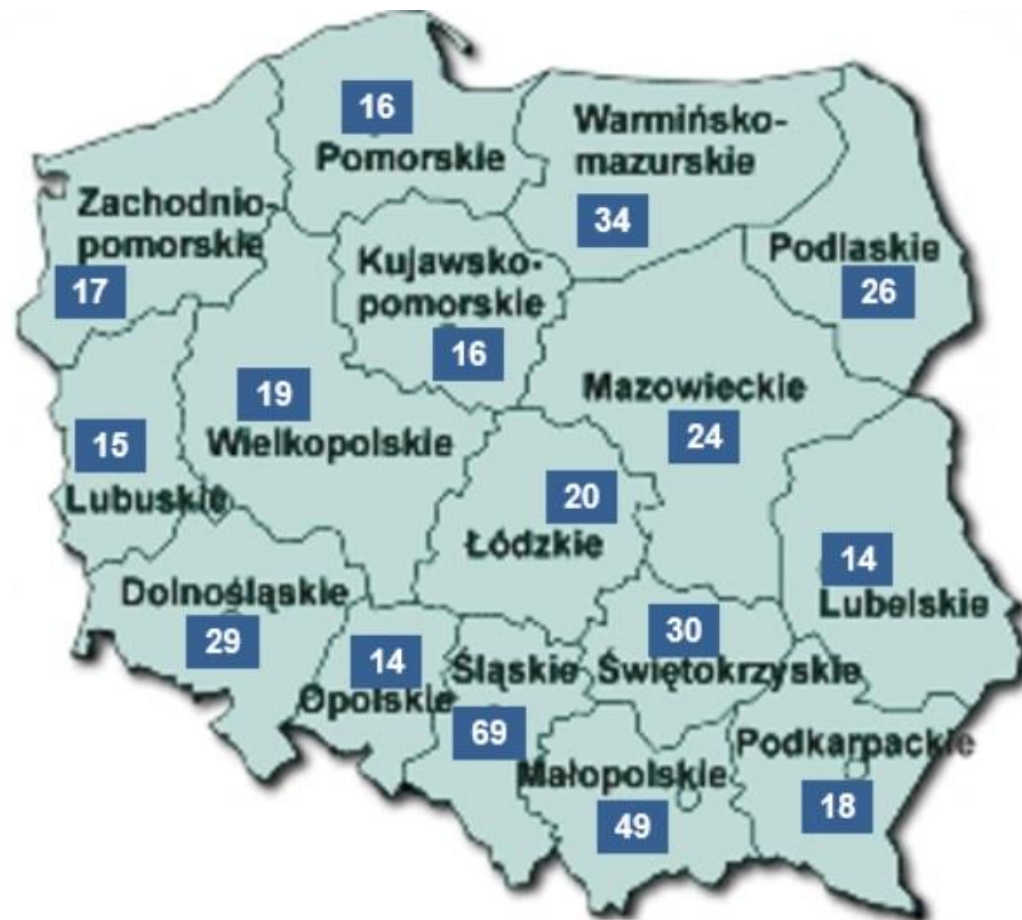 16
Pomorskie
Warmińsko-
mazurskie
34
Zachodnio-
pomorskie
17
Kujawsko-
pomorskie
16
Podlaskie
26
19
Wielkopolskie
Mazowieckie
24
15
Lubuskie
20
Łódzkie
14
Lubelskie
Dolnośląskie
29
14
Opolskie
Śląskie
69
30
Świętokrzyskie
Małopolskie
49
Podkarpackie
18